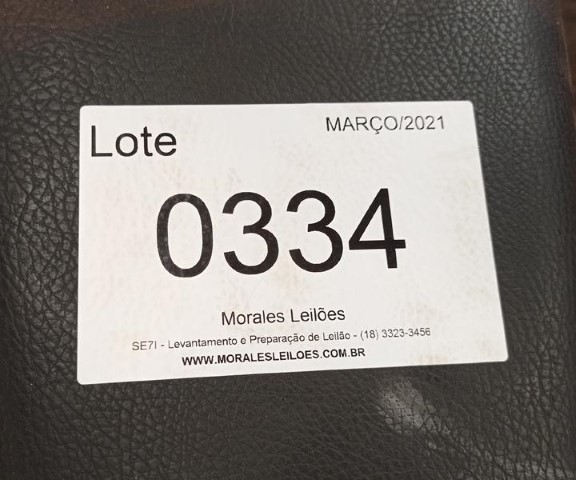 Lote
MARÇO/2021
0334
Morales Leilões
SE7I - Levantamento e Preparação de Leilão - (18) 3323-3456
WWW.MORALESLEILOES.COM.BR